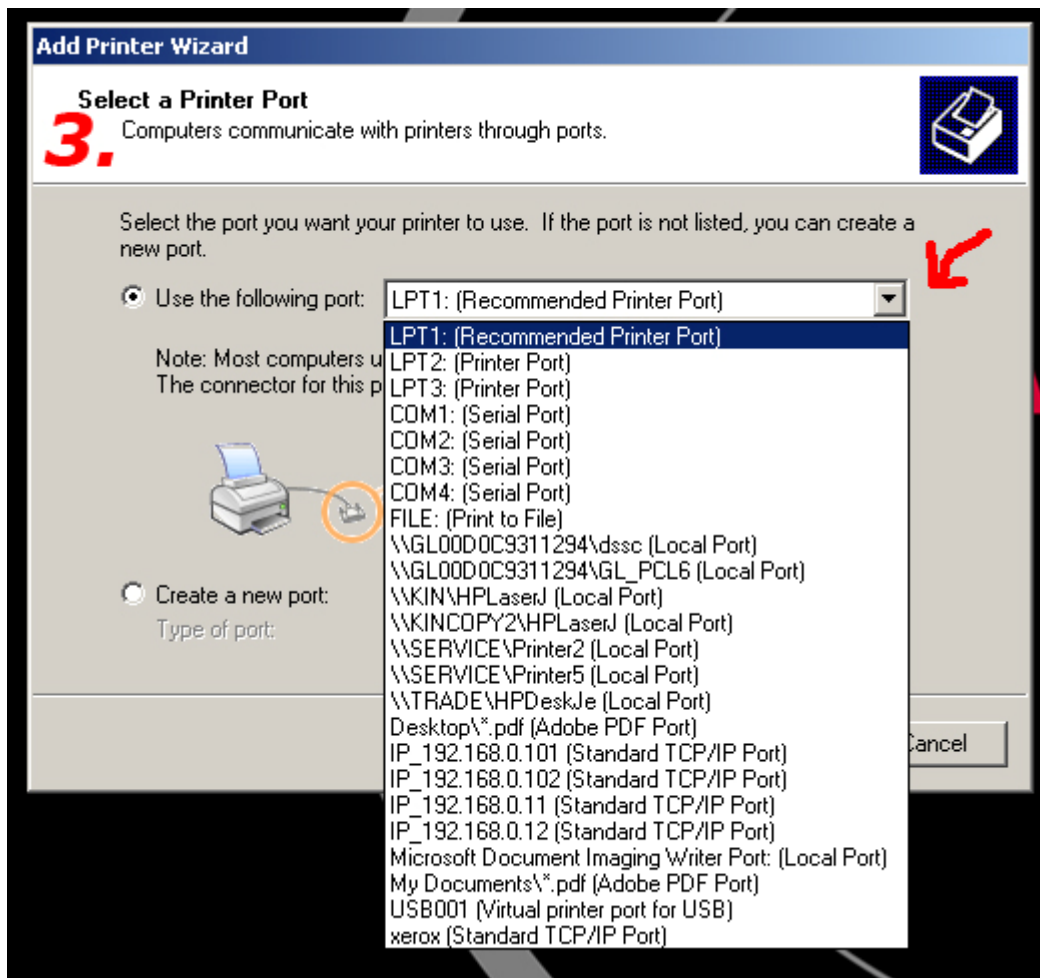 Add Printer Wizard
Select a Printer Port
3.
Computers communicate with printers through ports.
Select the port you want your printer to use. If the port is not listed, you can create a
new port.
Use the following port: LPT1: (Recommended Printer Port)
LPT1: (Recommended Printer Port)
Note: Most computers
LPT2: (Printer Port)
The connector for this
LPT3: (Printer Port)
COM1: (Serial Port)
COM2: (Serial Port)
COM3: (Serial Port)
COM4: (Serial Port)
FILE: (Print to File)
\\GL00D0C9311294\dssc (Local Port)
\\GL00D0C9311294\GL_PCL6 (Local Port)
Create a new port:
\\KIN\HPLaserJ (Local Port)
\\KINCOPY2\HPLaserJ (Local Port)
Type of port:
\\SERVICE\Printer2 (Local Port)
\\SERVICE\Printer5 (Local Port)
\\TRADE\HPDeskJe (Local Port)
Desktop\*.pdf (Adobe PDF Port)
Cancel
IP_192.168.0.101 (Standard TCP/IP Port)
IP_192.168.0.102 (Standard TCP/IP Port)
IP_192.168.0.11 (Standard TCP/IP Port)
IP_192.168.0.12 (Standard TCP/IP Port)
Microsoft Document Imaging Writer Port: (Local Port)
My Documents\*.pdf (Adobe PDF Port)
USB001 (Virtual printer port for USB)
xerox (Standard TCP/IP Port)